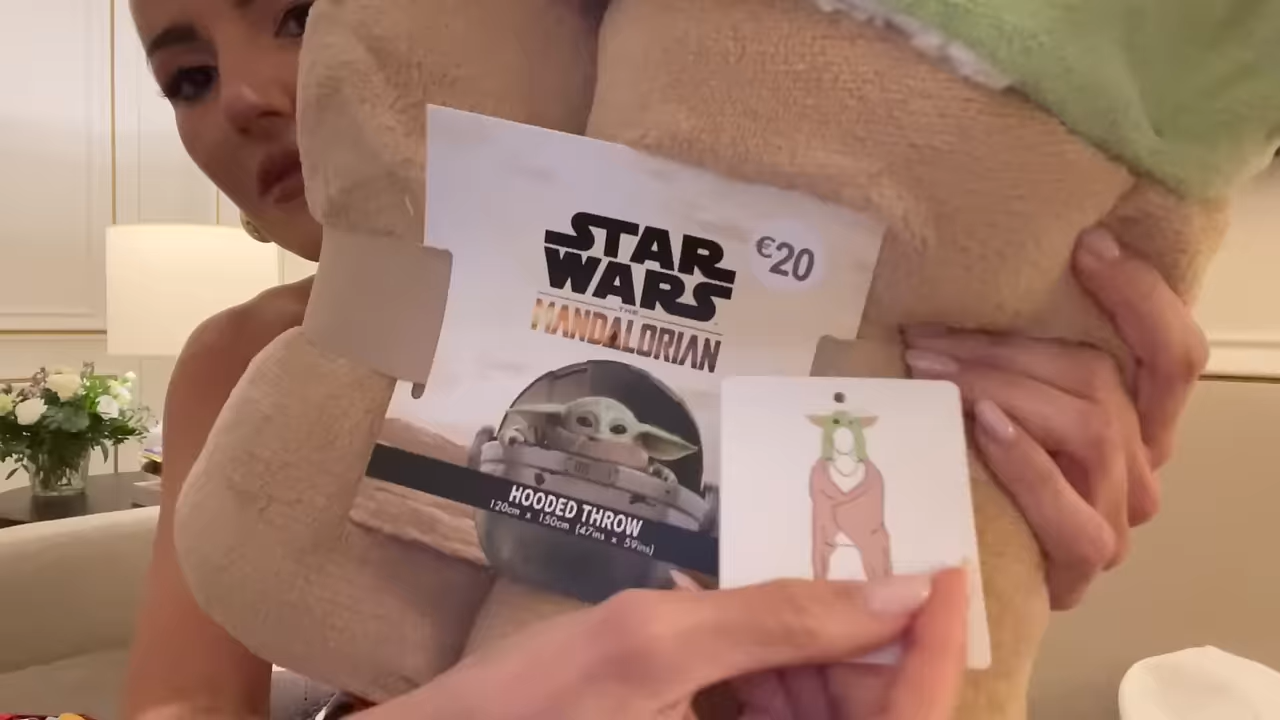 STAR
WARS
THE
MANDALORIAN
€20
HOODED THROW
120cm x 150cm (47ins x 59ins)